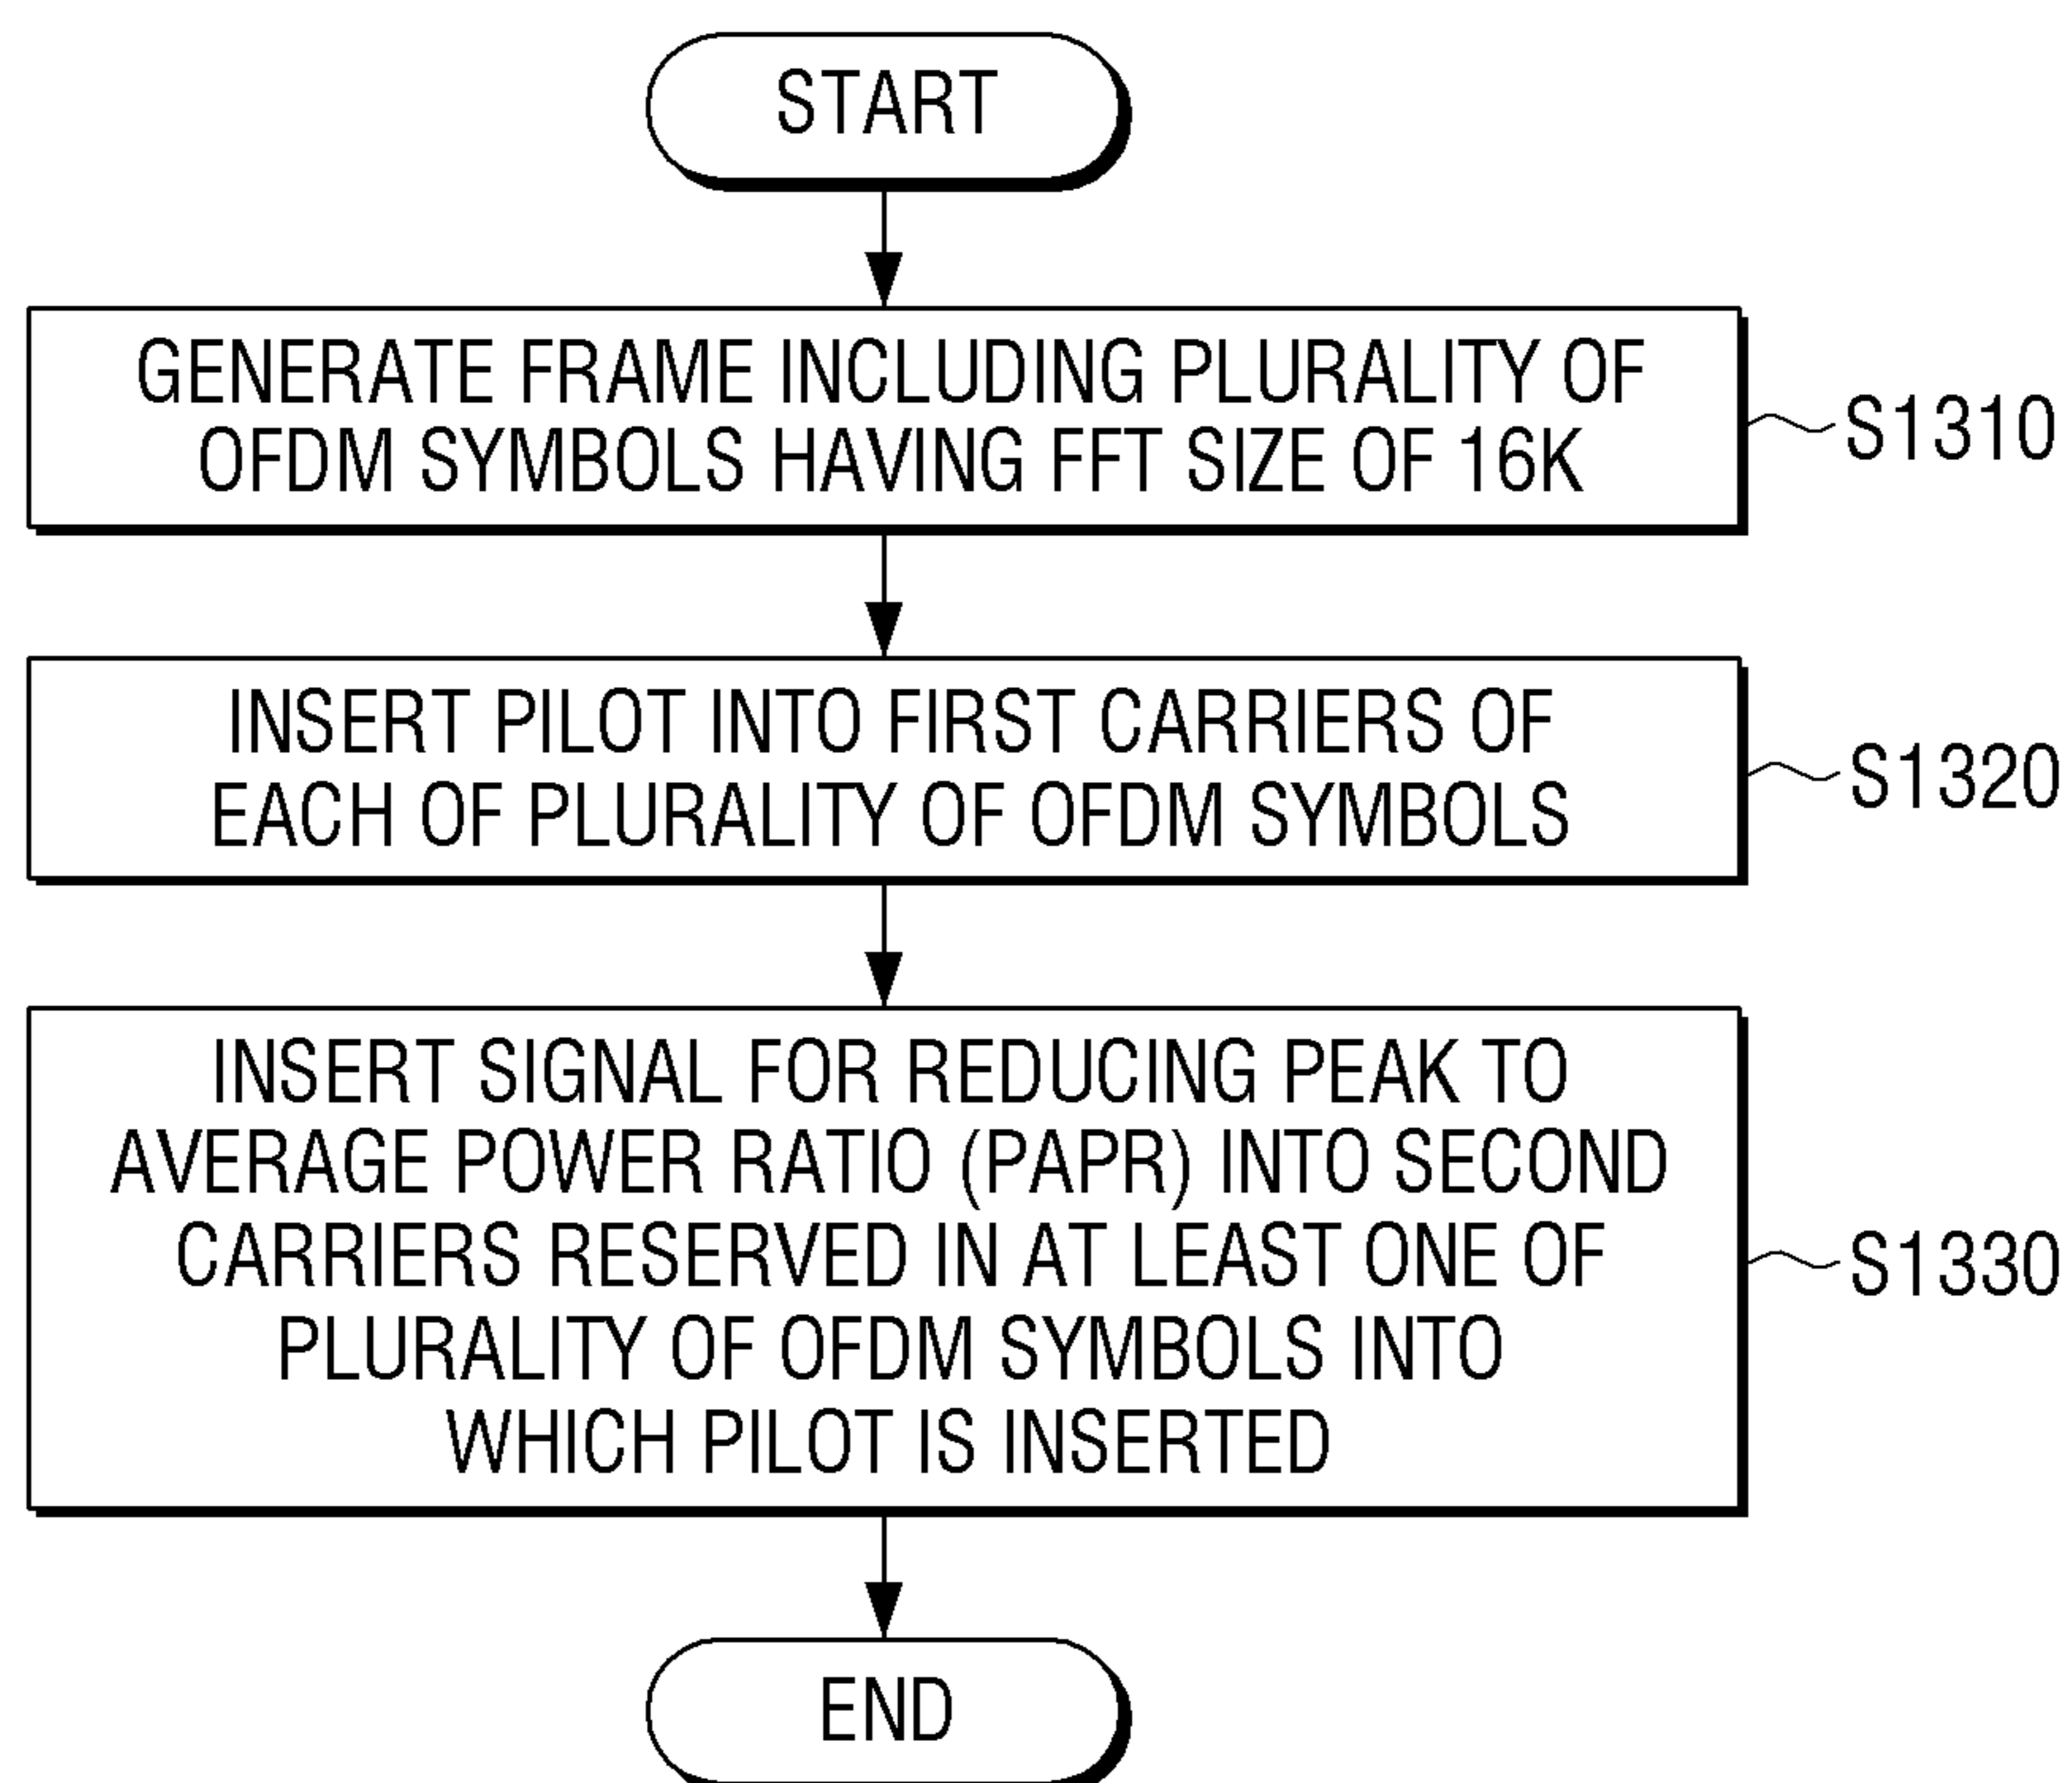 START
GENERATE FRAME INCLUDING PLURALITY OF
OFDM SYMBOLS HAVING FFT SIZE OF 16K
S1310
INSERT PILOT INTO FIRST CARRIERS OF
EACH OF PLURALITY OF OFDM SYMBOLS
S1320
INSERT SIGNAL FOR REDUCING PEAK TO
AVERAGE POWER RATIO (PAPR) INTO SECOND
CARRIERS RESERVED IN AT LEAST ONE OF
PLURALITY OF OFDM SYMBOLS INTO
WHICH PILOT IS INSERTED
S1330
END